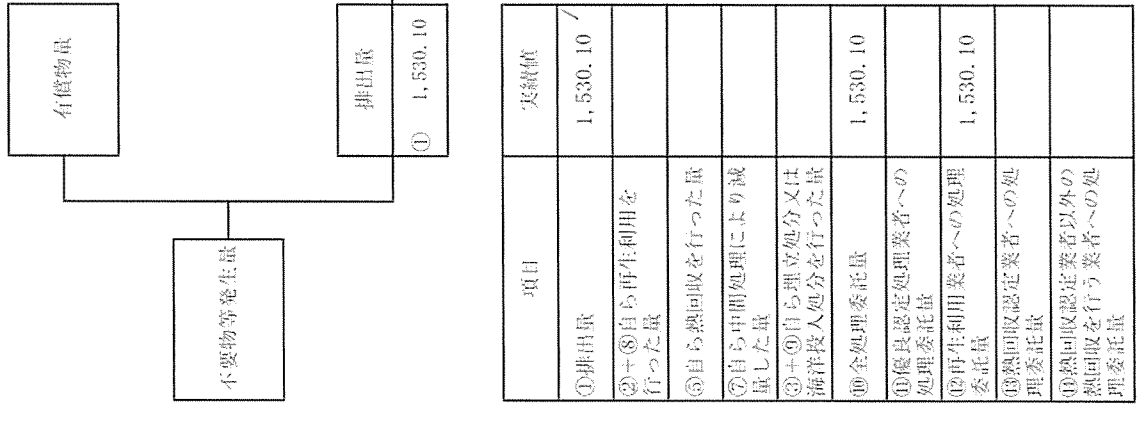 不要物等発生量
有償物量
排出量
① 1,530.10
項目
実績値
①排出量
1,530.10
②+⑧自ら再生利用を
行った量
⑤自ら熱回収を行った量
⑦自ら中間処理により減
量した量
③+⑨自ら埋立処分又は
海洋投入処分を行った量
⑩全処理委託量
1,530.10
⑪優良認定処理業者への
処理委託量
⑫再生利用業者への処理
委託量
1,530.10
⑬熱回収認定業者への処
理委託量
⑭熱回収認定業者以外の
熱回収を行う業者への処
理委託量